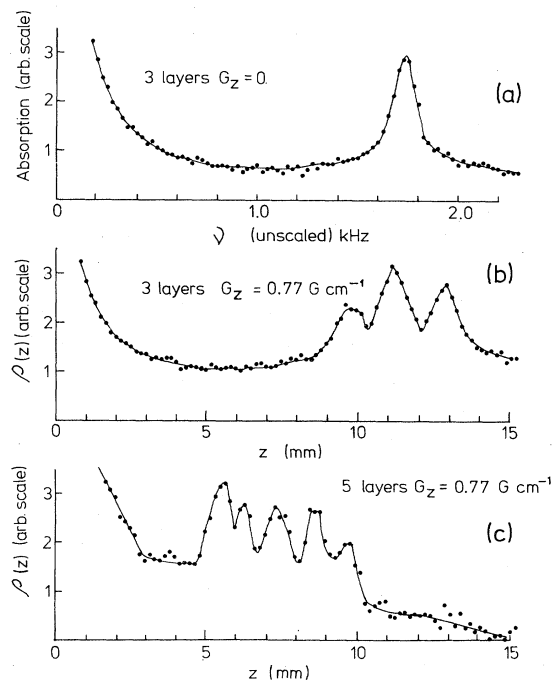 Absorption (arb. scale)
3
2
1
3 layers G_z = 0.
(a)
0 1.0 2.0
ν (unscaled) kHz
ρ(z) (arb. scale)
3
2
1
3 layers G_z = 0.77 G cm⁻¹
(b)
0 5 10 15
z (mm)
ρ(z) (arb. scale)
3
2
1
5 layers G_z = 0.77 G cm⁻¹
(c)
0 5 10 15
z (mm)